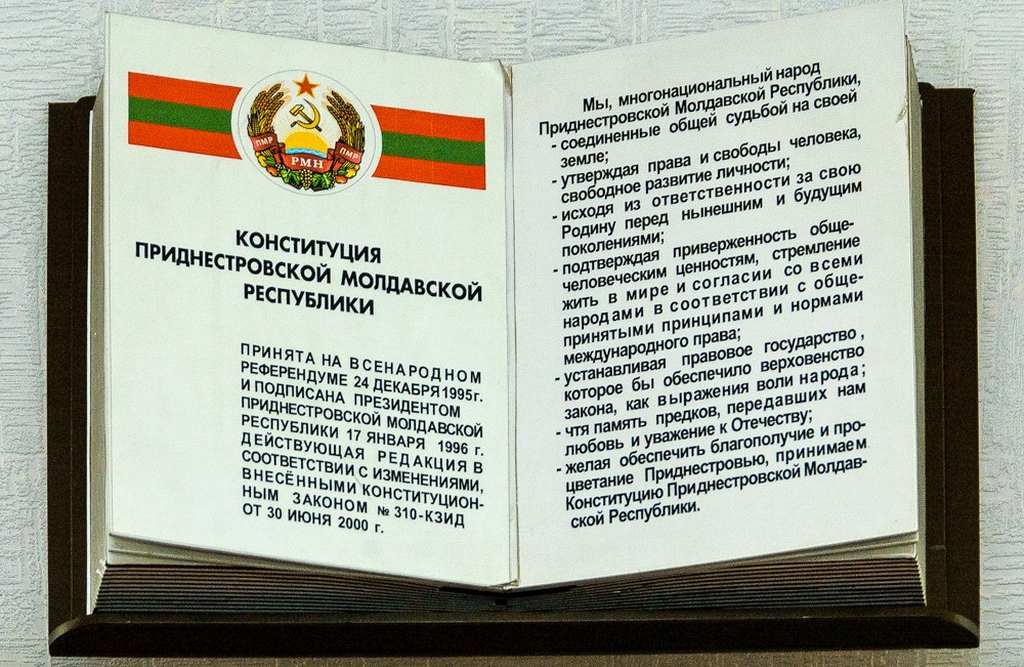 ПМР
РМН
ПМР
КОНСТИТУЦИЯ
ПРИДНЕСТРОВСКОЙ МОЛДАВСКОЙ
РЕСПУБЛИКИ
ПРИНЯТА НА ВСЕНАРОДНОМ
РЕФЕРЕНДУМЕ 24 ДЕКАБРЯ 1995г.
И ПОДПИСАНА ПРЕЗИДЕНТОМ
ПРИДНЕСТРОВСКОЙ МОЛДАВСКОЙ
РЕСПУБЛИКИ 17 ЯНВАРЯ 1996 г.
ДЕЙСТВУЮЩАЯ РЕДАКЦИЯ В
СООТВЕТСТВИИ С ИЗМЕНЕНИЯМИ,
ВНЕСЁННЫМИ КОНСТИТУЦИОН-
НЫМ ЗАКОНОМ № 310-КЗИД
ОТ 30 ИЮНЯ 2000 г.
Мы, многонациональный народ
Приднестровской Молдавской Республики,
- соединенные общей судьбой на своей
земле;
- утверждая права и свободы человека,
свободное развитие личности;
- исходя из ответственности за свою
Родину перед нынешним и будущим
поколениями;
- подтверждая приверженность обще-
человеческим ценностям, стремление
жить в мире и согласии со всеми
народами в соответствии с обще-
принятыми принципами и нормами
международного права;
- устанавливая правовое государство,
которое бы обеспечило верховенство
закона, как выражения воли народа;
- чтя память предков, передавших нам
любовь и уважение к Отечеству;
- желая обеспечить благополучие и про-
цветание Приднестровью, принимаем
Конституцию Приднестровской Молдав-
ской Республики.